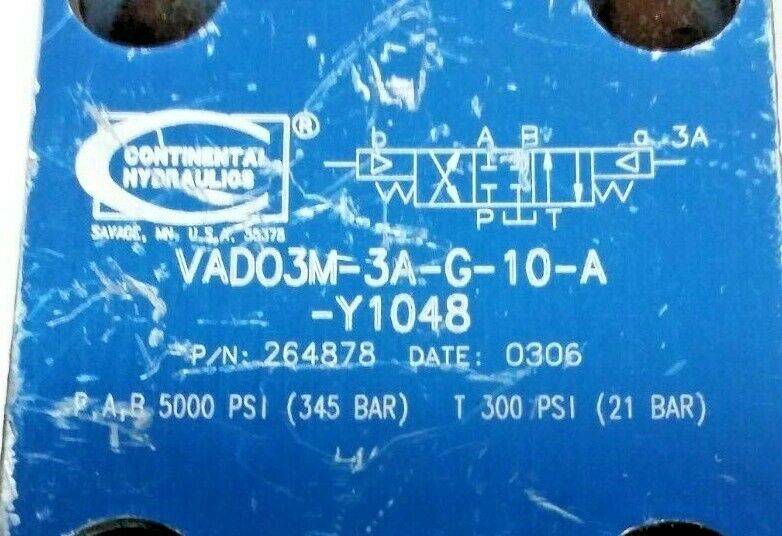 CONTINENTAL
HYDRAULICS
®
SAVAGE, MN. U.S.A. 55378
b A B a 3A
P T
VAD03M-3A-G-10-A
-Y1048
P/N: 264878 DATE: 0306
P,A,B 5000 PSI (345 BAR) T 300 PSI (21 BAR)